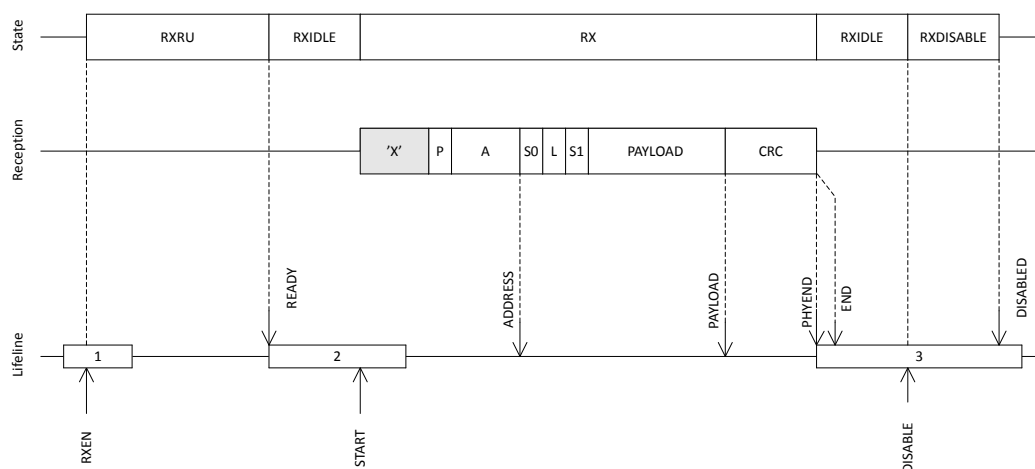 State
RXRU
RXIDLE
RX
RXIDLE
RXDISABLE
Reception
'X'
P
A
S0
L
S1
PAYLOAD
CRC
READY
ADDRESS
PAYLOAD
PHYEND
END
DISABLED
Lifeline
1
2
3
RXEN
START
DISABLE